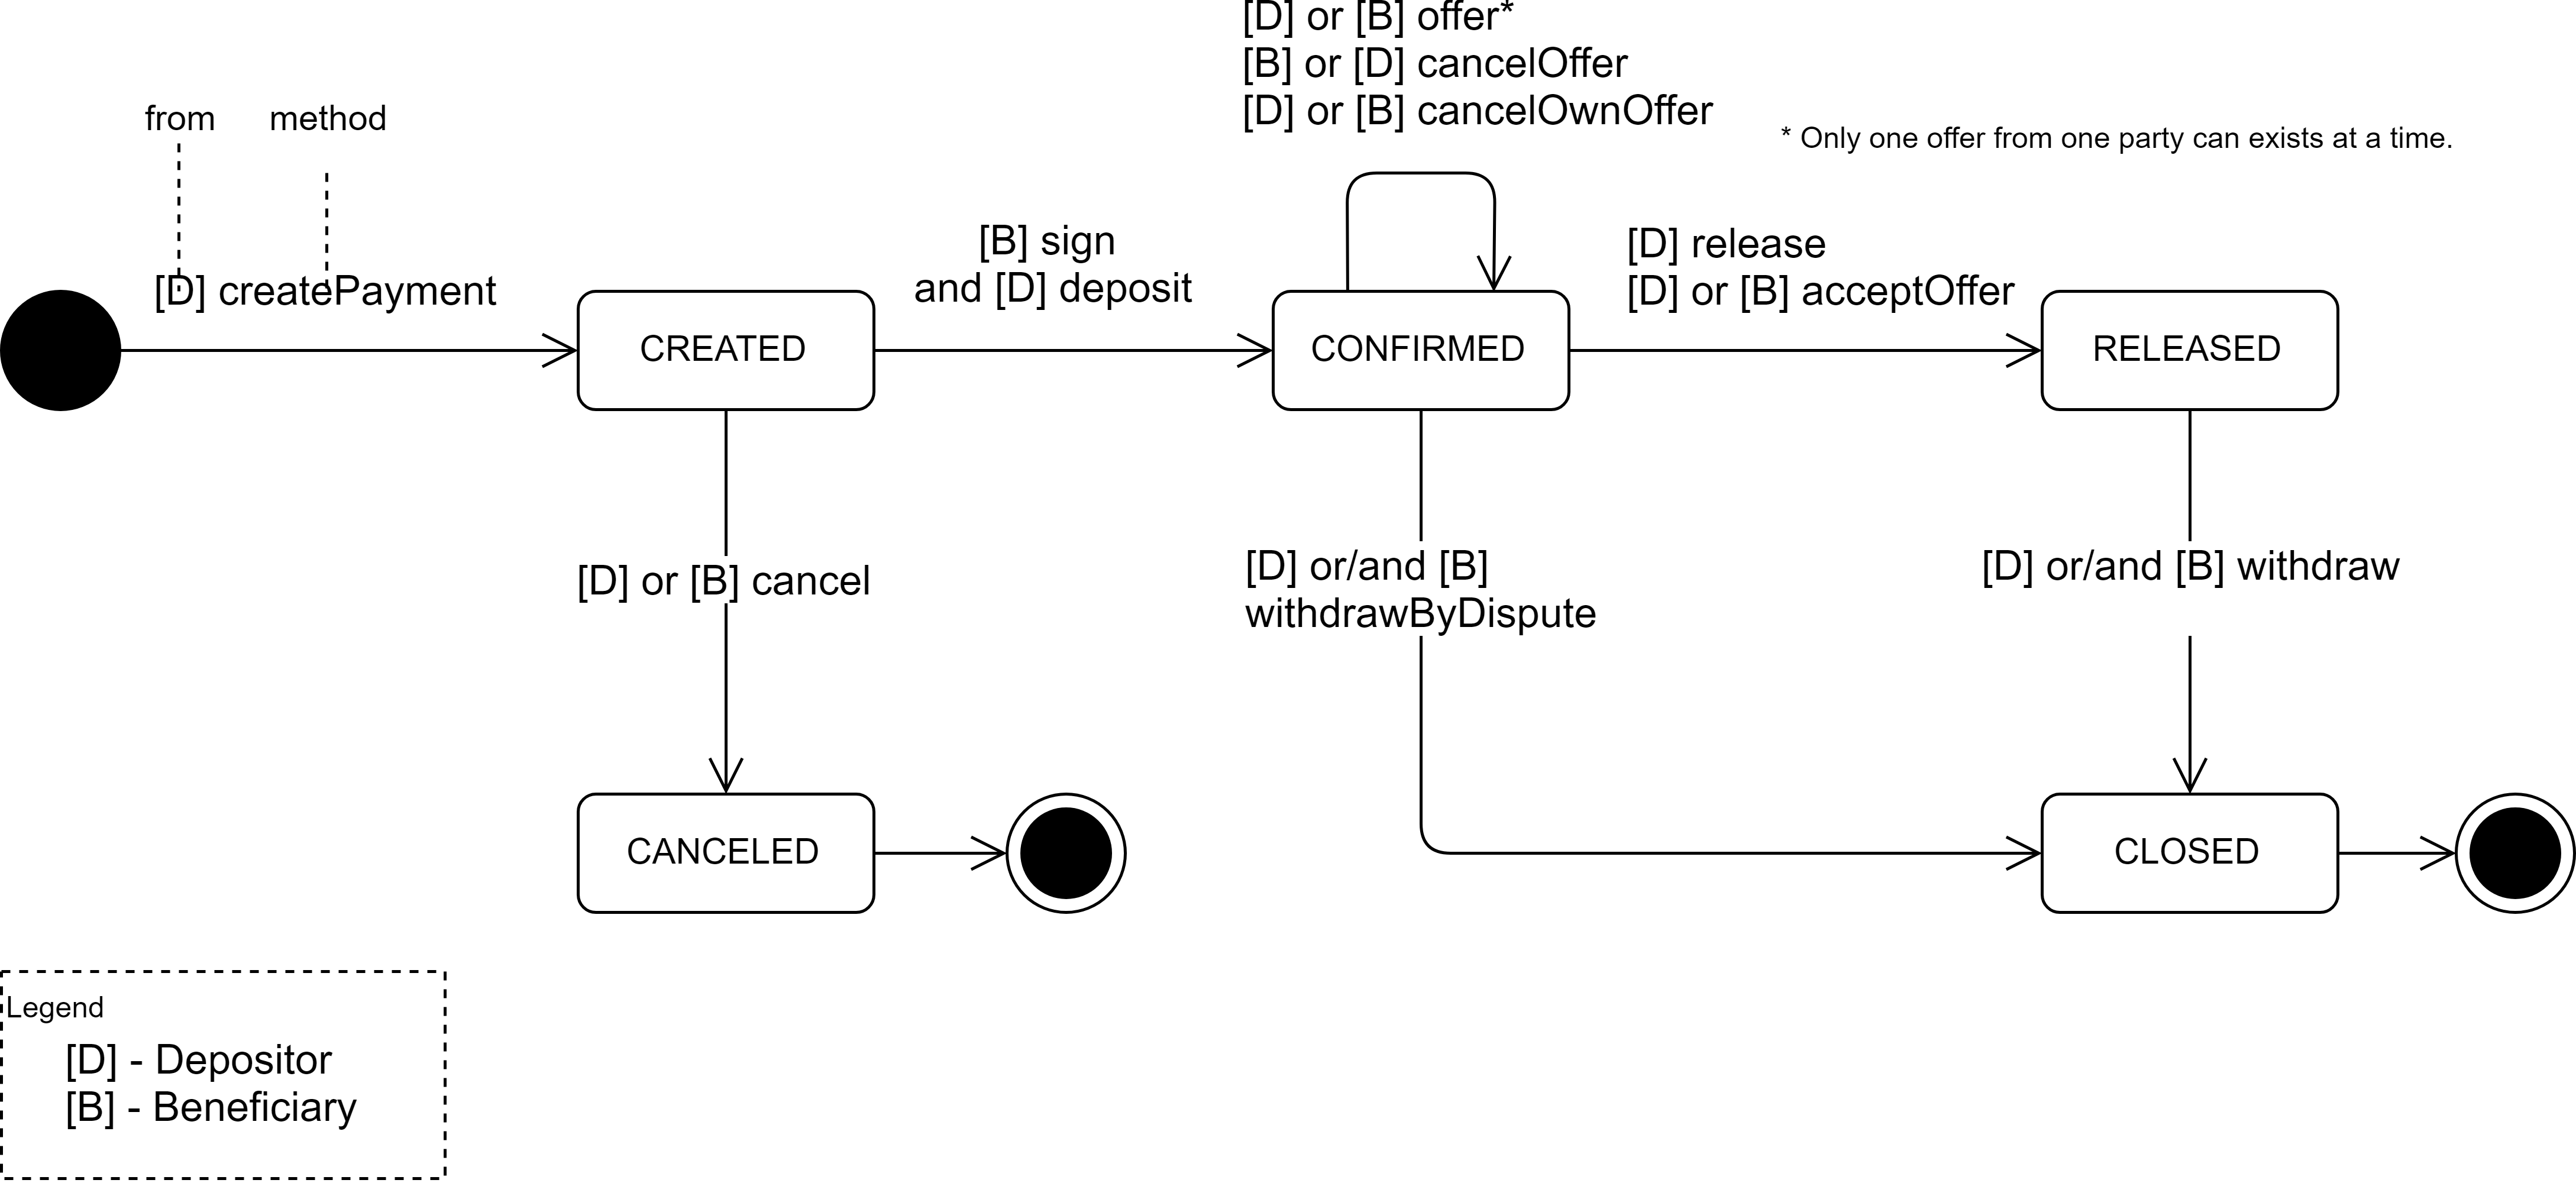 [D] or [B] offer*
[B] or [D] cancelOffer
[D] or [B] cancelOwnOffer
from
method
* Only one offer from one party can exists at a time.
[D] createPayment
[B] sign
and [D] deposit
[D] release
[D] or [B] acceptOffer
CREATED
CONFIRMED
RELEASED
[D] or [B] cancel
[D] or/and [B]
withdrawByDispute
[D] or/and [B] withdraw
CANCELED
CLOSED
Legend
[D] - Depositor
[B] - Beneficiary